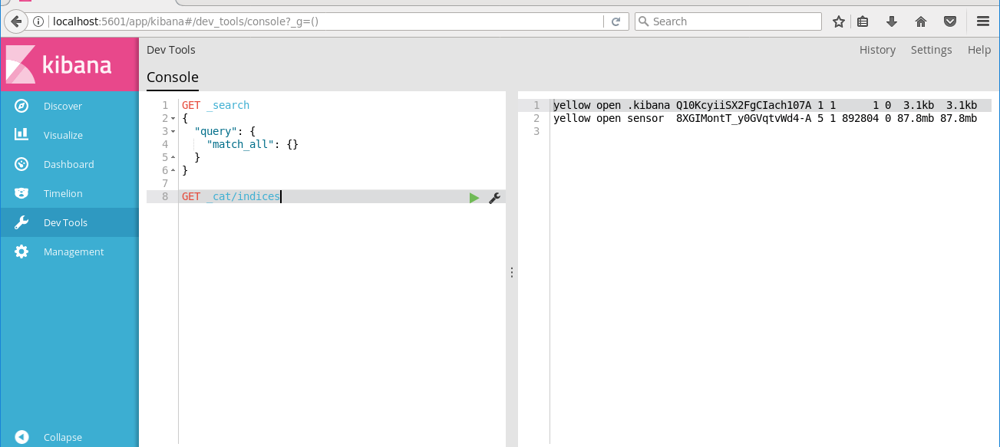 localhost:5601/app/kibana#/dev_tools/console?_g=()
Search
kibana
Discover
Visualize
Dashboard
Timelion
Dev Tools
Management
Collapse
Dev Tools
History Settings Help
Console
1 GET _search
2 {
3 "query": {
4 "match_all": {}
5 }
6 }
7
8 GET _cat/indices
1 yellow open .kibana Q10KcyiiSX2FgCIach107A 1 1 1 0 3.1kb 3.1kb
2 yellow open sensor 8XGIMontT_y0GVqtvWd4-A 5 1 892804 0 87.8mb 87.8mb
3